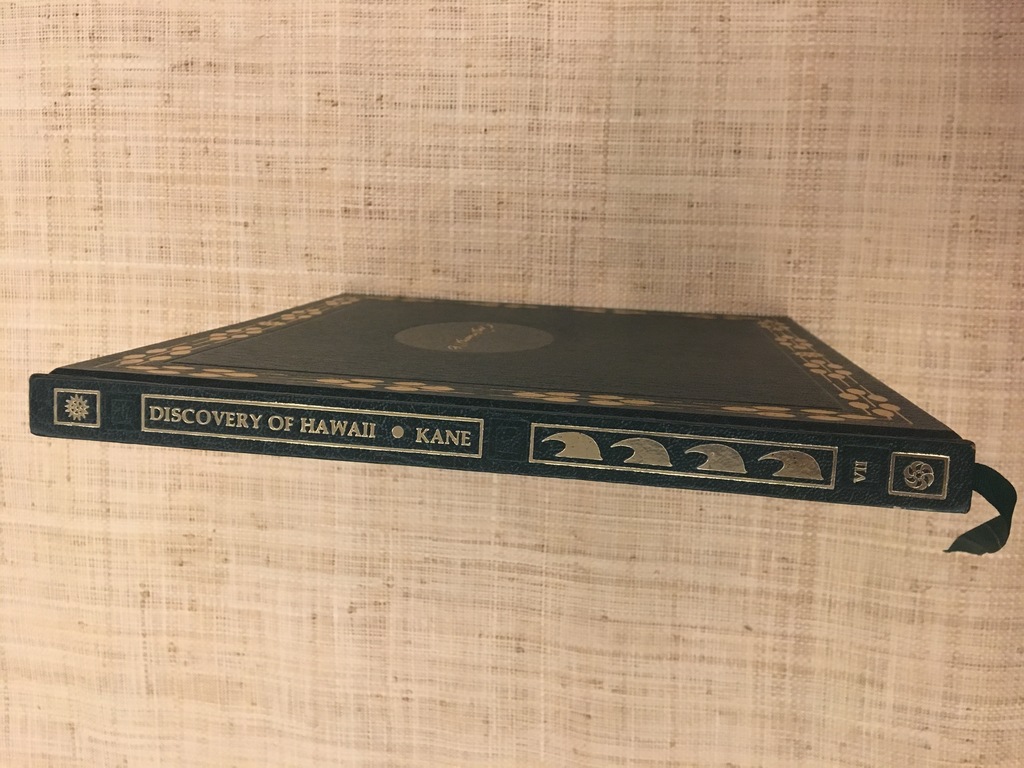 DISCOVERY OF HAWAII • KANE
VII